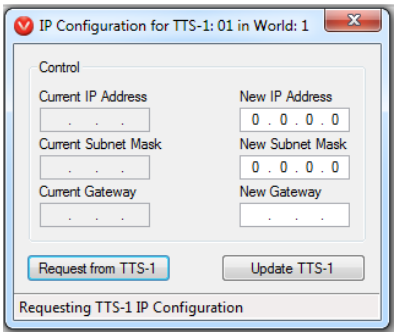 IP Configuration for TTS-1: 01 in World: 1
Control
Current IP Address New IP Address
. . . 0 . 0 . 0 . 0
Current Subnet Mask New Subnet Mask
. . . 0 . 0 . 0 . 0
Current Gateway New Gateway
. . . . . .
Request from TTS-1 Update TTS-1
Requesting TTS-1 IP Configuration